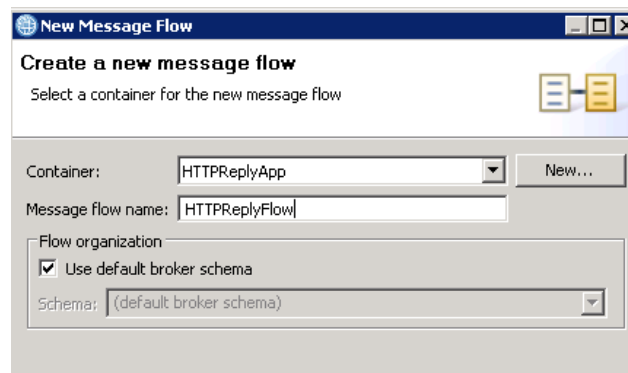 New Message Flow
Create a new message flow
Select a container for the new message flow
Container: HTTPReplyApp New...
Message flow name: HTTPReplyFlow
Flow organization
Use default broker schema
Schema: (default broker schema)